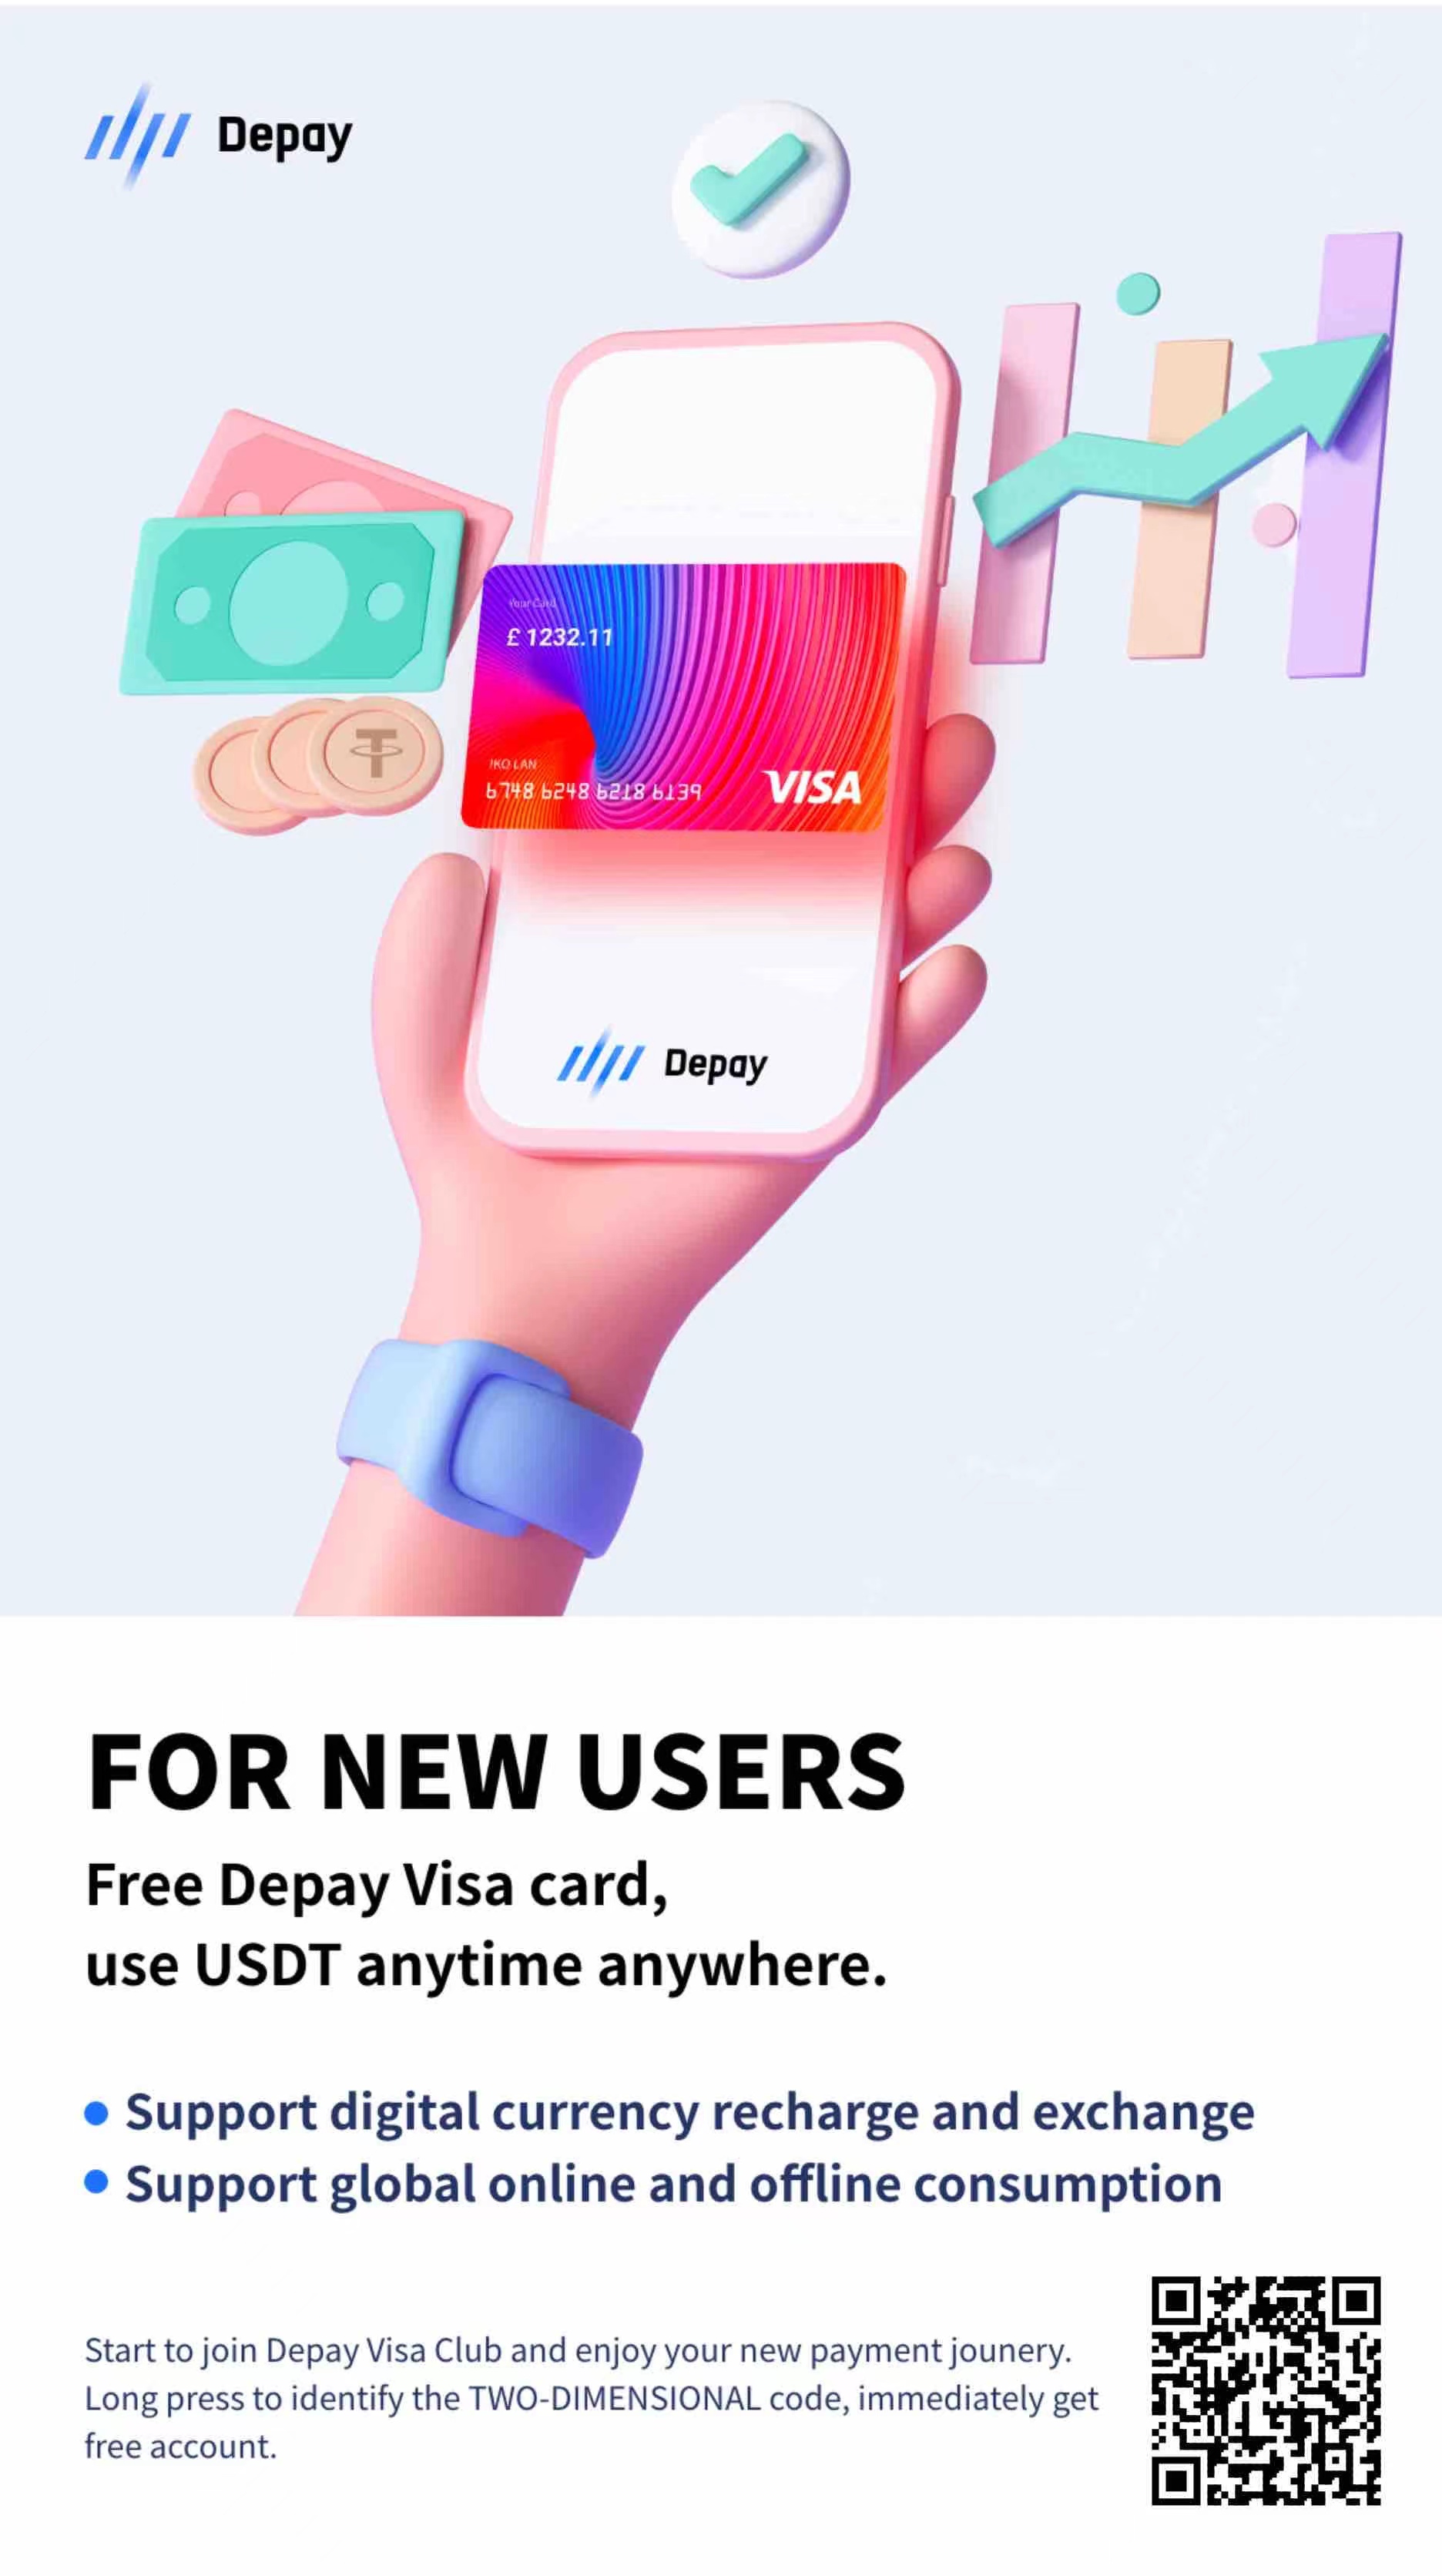 Depay
Your Card
£ 1232.11
JKO LAN
6748 6248 6218 6139
VISA
Depay
FOR NEW USERS
Free Depay Visa card,
use USDT anytime anywhere.
Support digital currency recharge and exchange
Support global online and offline consumption
Start to join Depay Visa Club and enjoy your new payment jounery.
Long press to identify the TWO-DIMENSIONAL code, immediately get
free account.